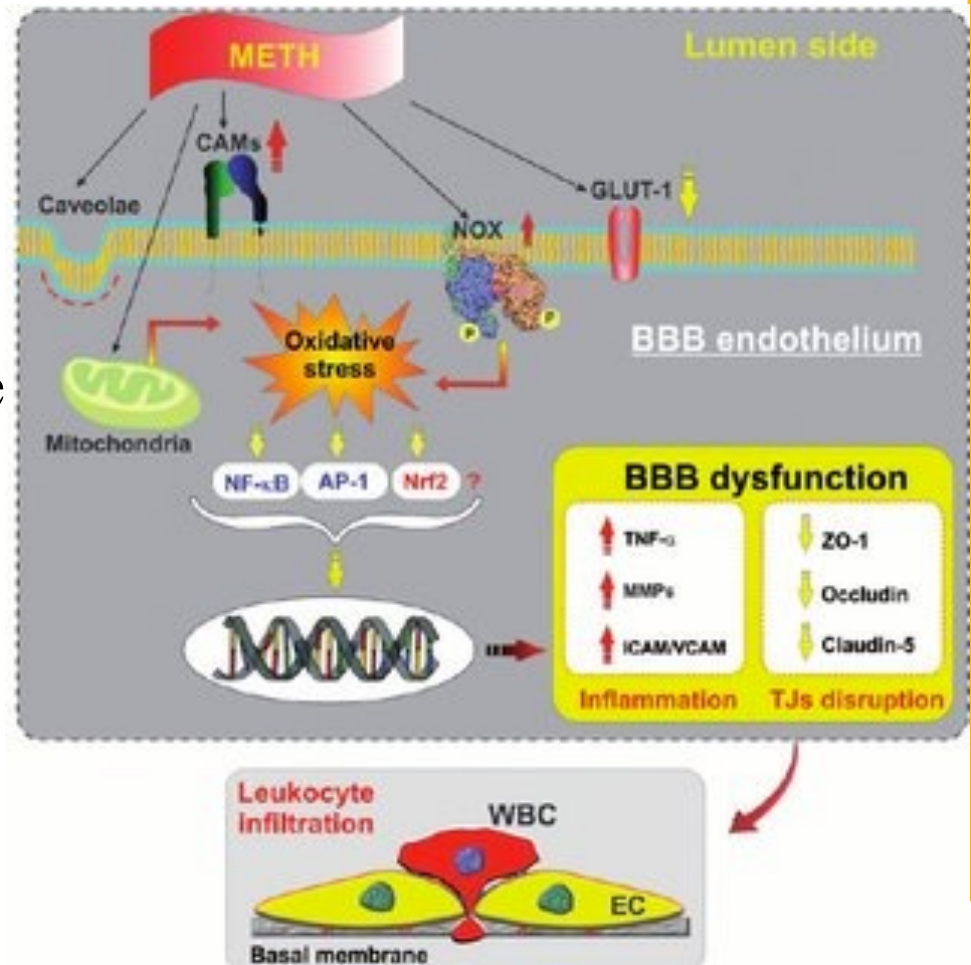 METH
Lumen side
CAMs
Caveolae
GLUT-1
NOX
P
P
BBB endothelium
Oxidative
stress
Mitochondria
NF-κB
AP-1
Nrf2 ?
BBB dysfunction
TNF-α
MMPs
ICAM/VCAM
Inflammation
ZO-1
Occludin
Claudin-5
TJs disruption
Leukocyte
infiltration
WBC
EC
Basal membrane